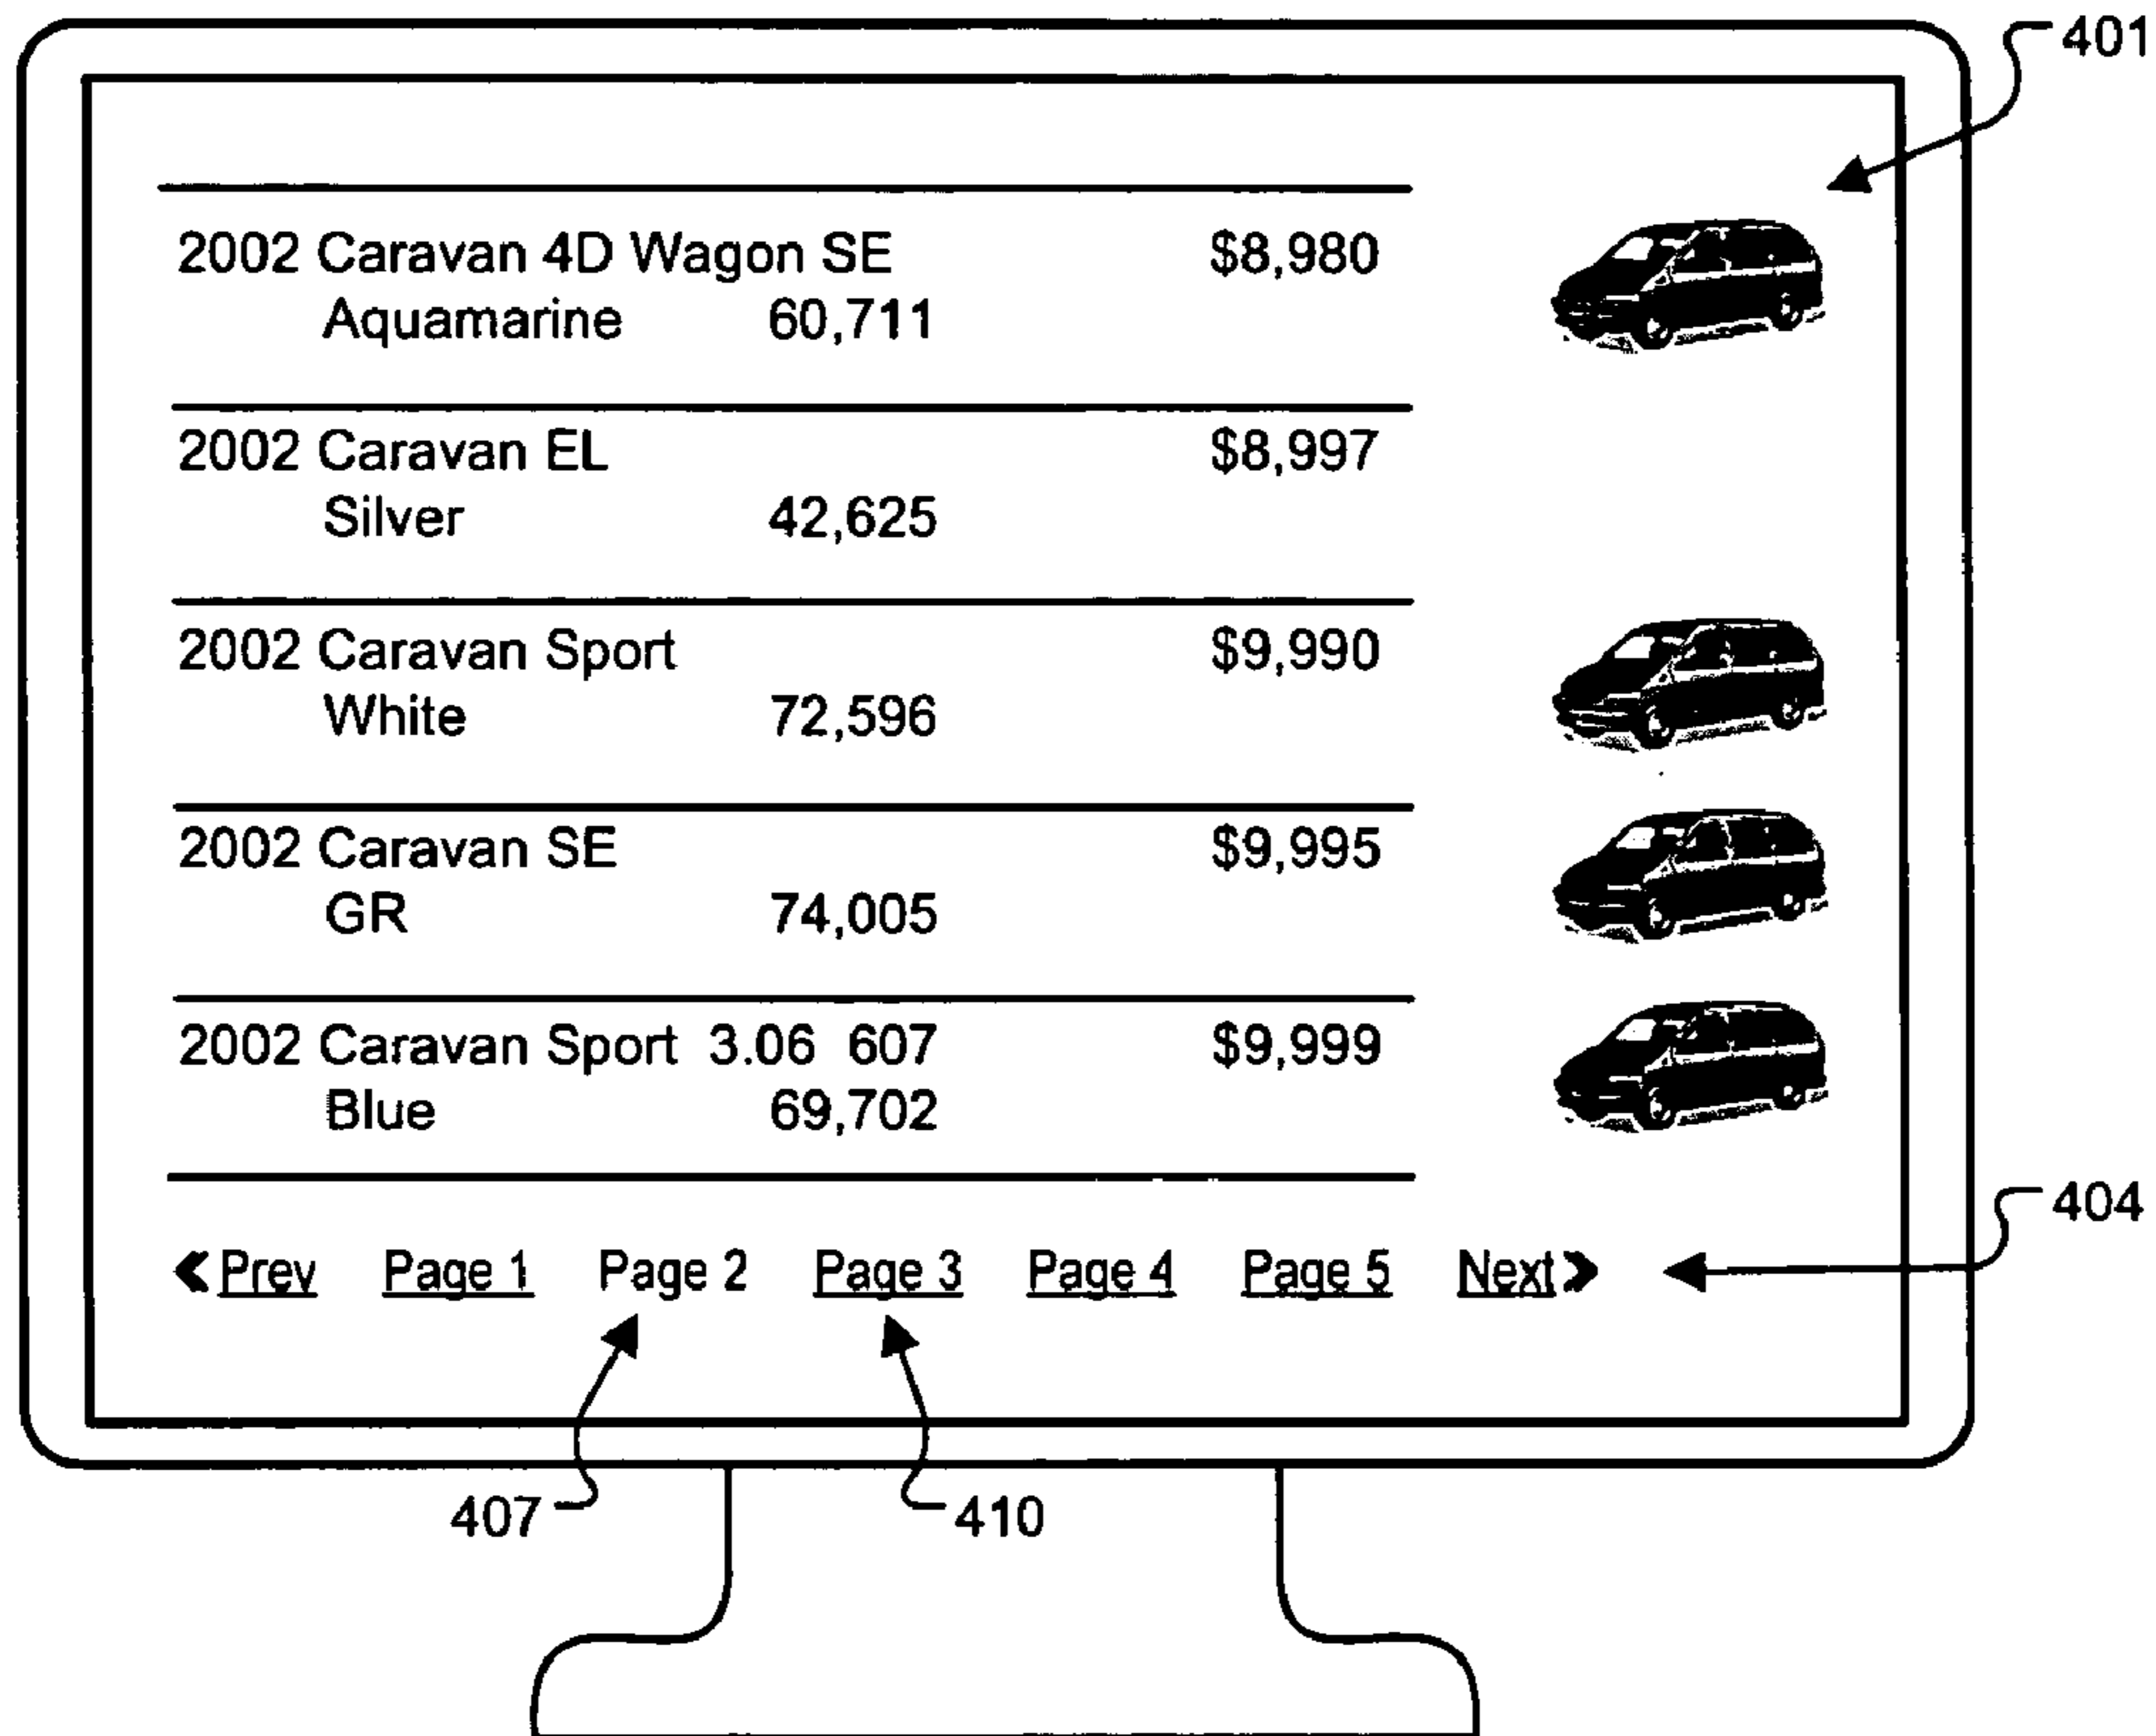 401
2002 Caravan 4D Wagon SE $8,980
Aquamarine 60,711
2002 Caravan EL $8,997
Silver 42,625
2002 Caravan Sport $9,990
White 72,596
2002 Caravan SE $9,995
GR 74,005
2002 Caravan Sport 3.06 607 $9,999
Blue 69,702
404
« Prev Page 1 Page 2 Page 3 Page 4 Page 5 Next »
407 410